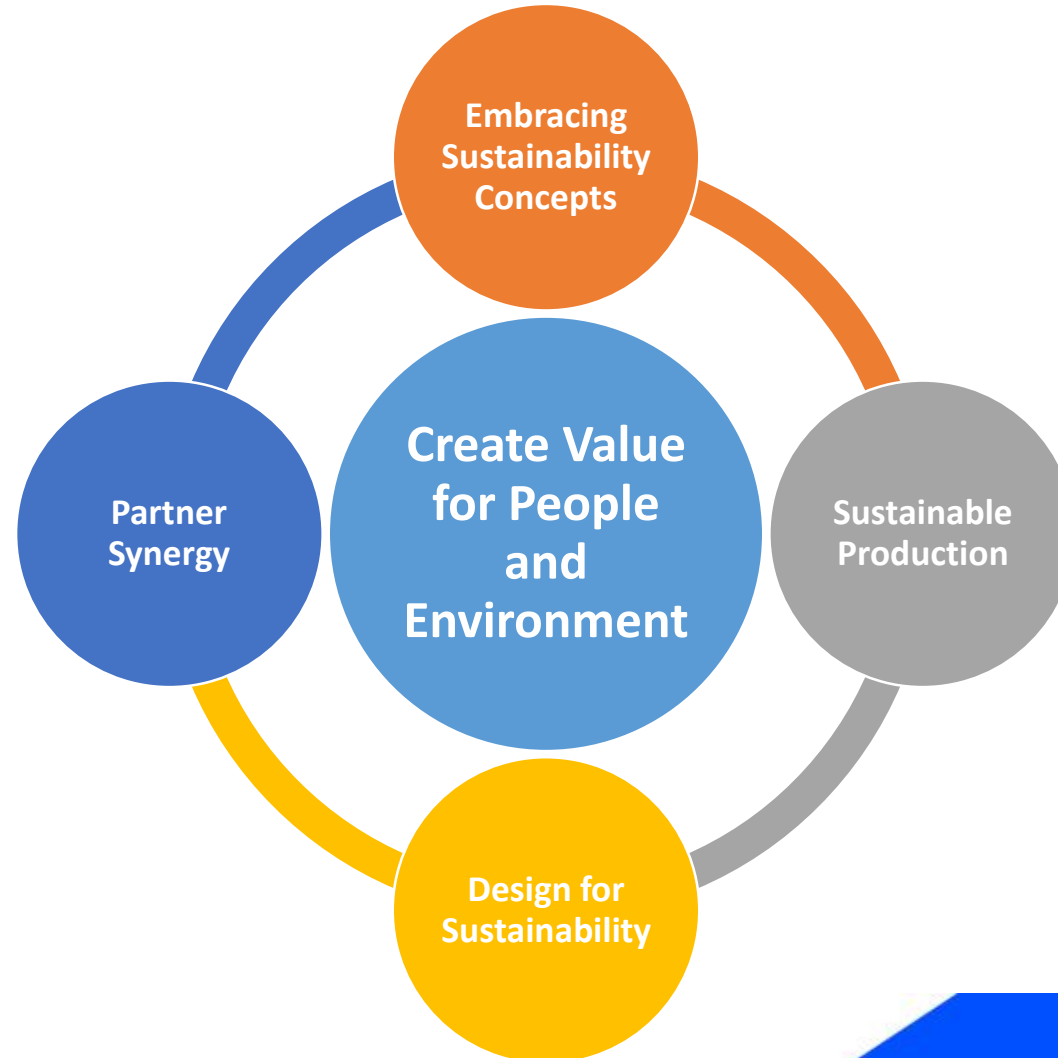 Embracing
Sustainability
Concepts
Create Value
for People
and
Environment
Partner
Synergy
Sustainable
Production
Design for
Sustainability